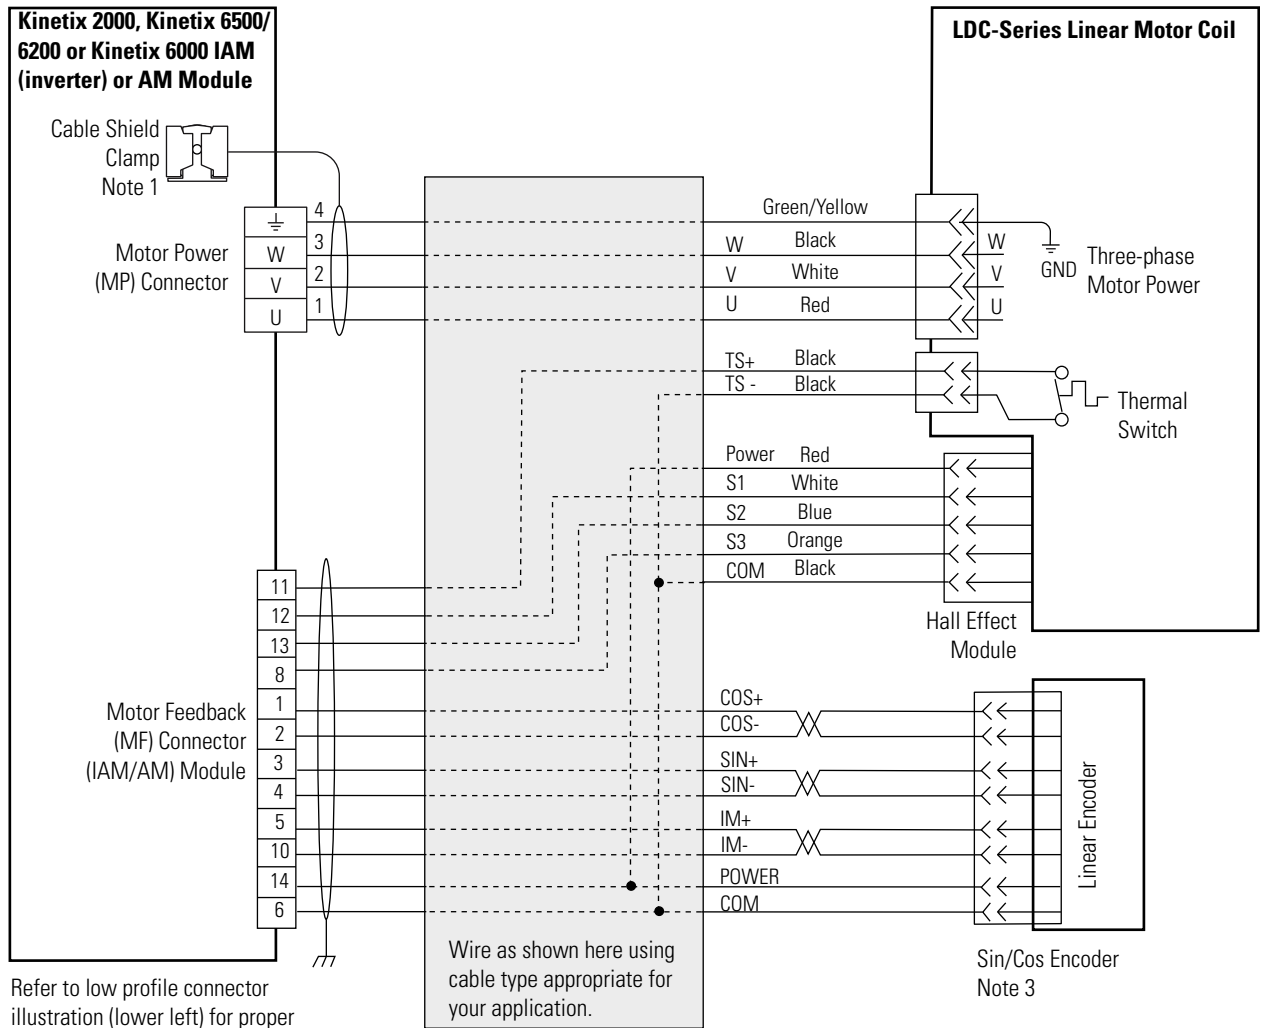 Kinetix 2000, Kinetix 6500/
6200 or Kinetix 6000 IAM
(inverter) or AM Module
LDC-Series Linear Motor Coil
Cable Shield
Clamp
Note 1
Motor Power
(MP) Connector
W
V
U
4
3
2
1
Green/Yellow
W Black
V White
U Red
W
V
U
GND
Three-phase
Motor Power
TS+ Black
TS - Black
Thermal
Switch
Power Red
S1 White
S2 Blue
S3 Orange
COM Black
Hall Effect
Module
Motor Feedback
(MF) Connector
(IAM/AM) Module
11
12
13
8
1
2
3
4
5
10
14
6
COS+
COS-
SIN+
SIN-
IM+
IM-
POWER
COM
Linear Encoder
Sin/Cos Encoder
Note 3
Wire as shown here using
cable type appropriate for
your application.
Refer to low profile connector
illustration (lower left) for proper